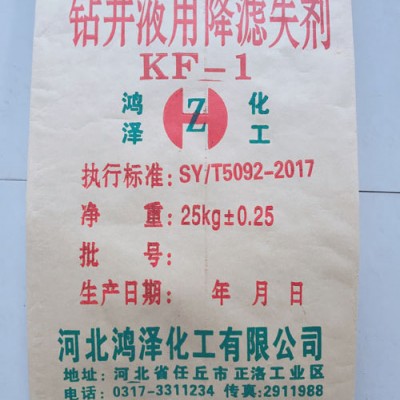 钻井液用降滤失剂
KF-1
鸿 化
Z
泽 工
执行标准: SY/T5092-2017
净 重: 25kg±0.25
批 号:
生产日期: 年 月 日
河北鸿泽化工有限公司
地址: 河北省任丘市正洛工业区
电话: 0317-3311234 传真:2911988